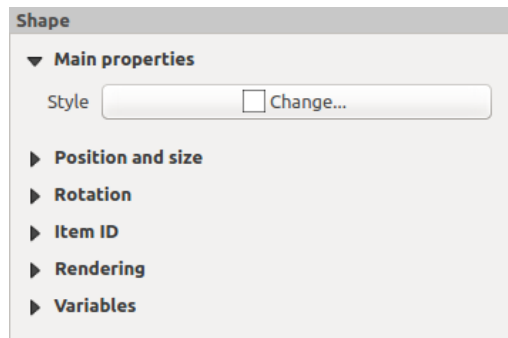 Shape
Main properties
Style Change...
Position and size
Rotation
Item ID
Rendering
Variables